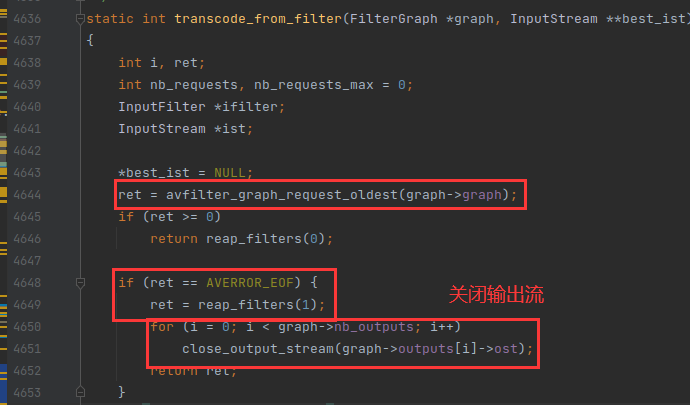 4636 static int transcode_from_filter(FilterGraph *graph, InputStream **best_ist)
4637 {
4638 int i, ret;
4639 int nb_requests, nb_requests_max = 0;
4640 InputFilter *ifilter;
4641 InputStream *ist;
4642
4643 *best_ist = NULL;
4644 ret = avfilter_graph_request_oldest(graph->graph);
4645 if (ret >= 0)
4646 return reap_filters(0);
4647
4648 if (ret == AVERROR_EOF) {
4649 ret = reap_filters(1);
关闭输出流
4650 for (i = 0; i < graph->nb_outputs; i++)
4651 close_output_stream(graph->outputs[i]->ost);
4652 return ret;
4653 }